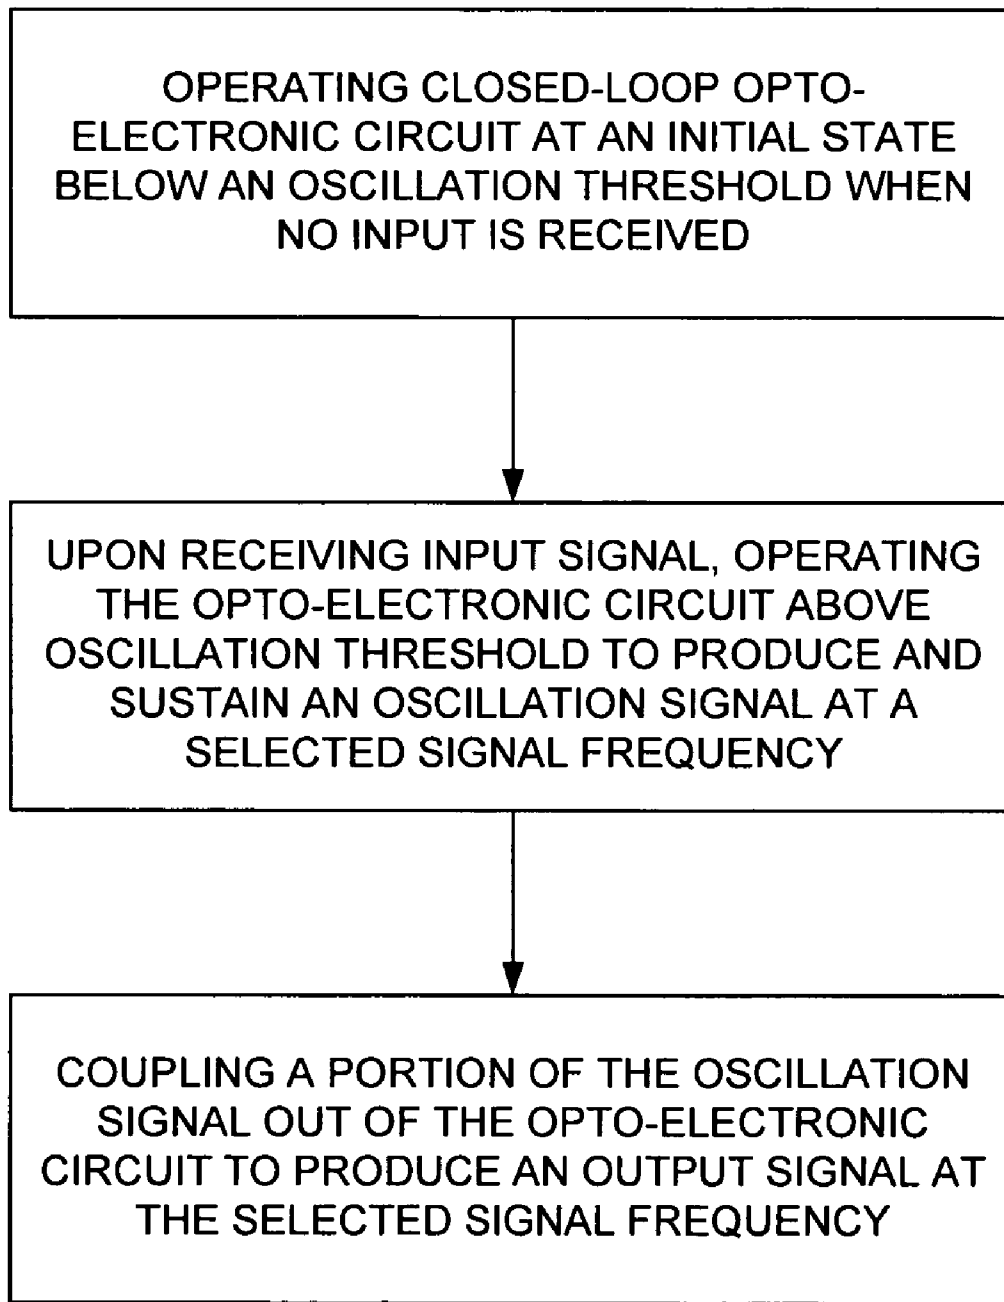 OPERATING CLOSED-LOOP OPTO-
ELECTRONIC CIRCUIT AT AN INITIAL STATE
BELOW AN OSCILLATION THRESHOLD WHEN
NO INPUT IS RECEIVED
UPON RECEIVING INPUT SIGNAL, OPERATING
THE OPTO-ELECTRONIC CIRCUIT ABOVE
OSCILLATION THRESHOLD TO PRODUCE AND
SUSTAIN AN OSCILLATION SIGNAL AT A
SELECTED SIGNAL FREQUENCY
COUPLING A PORTION OF THE OSCILLATION
SIGNAL OUT OF THE OPTO-ELECTRONIC
CIRCUIT TO PRODUCE AN OUTPUT SIGNAL AT
THE SELECTED SIGNAL FREQUENCY